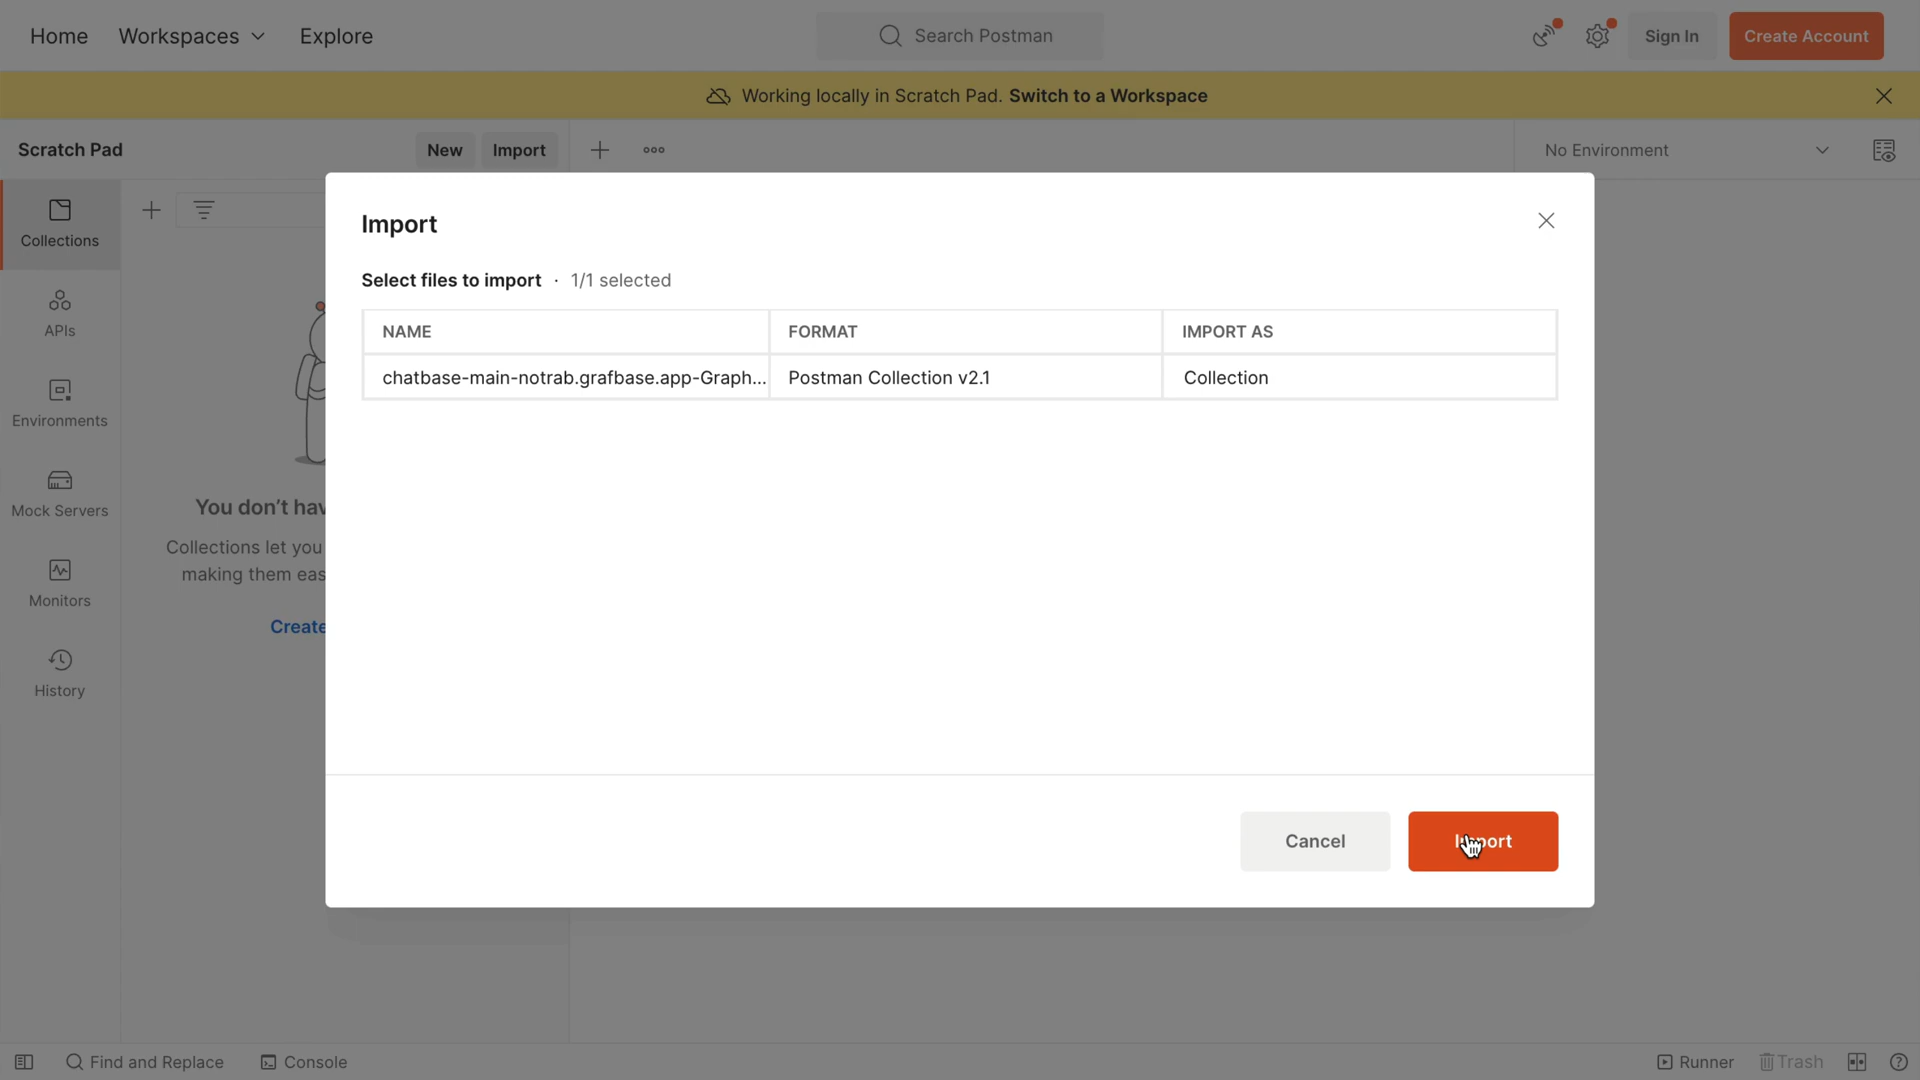 Home Workspaces Explore Search Postman Sign In Create Account
Working locally in Scratch Pad. Switch to a Workspace
Scratch Pad New Import No Environment
Collections
APIs
Environments
Mock Servers
Monitors
History
You don't hav
Collections let you
making them eas
Create
Import
Select files to import · 1/1 selected
NAME FORMAT IMPORT AS
chatbase-main-notrab.grafbase.app-Graph... Postman Collection v2.1 Collection
Cancel Import
Find and Replace Console Runner Trash